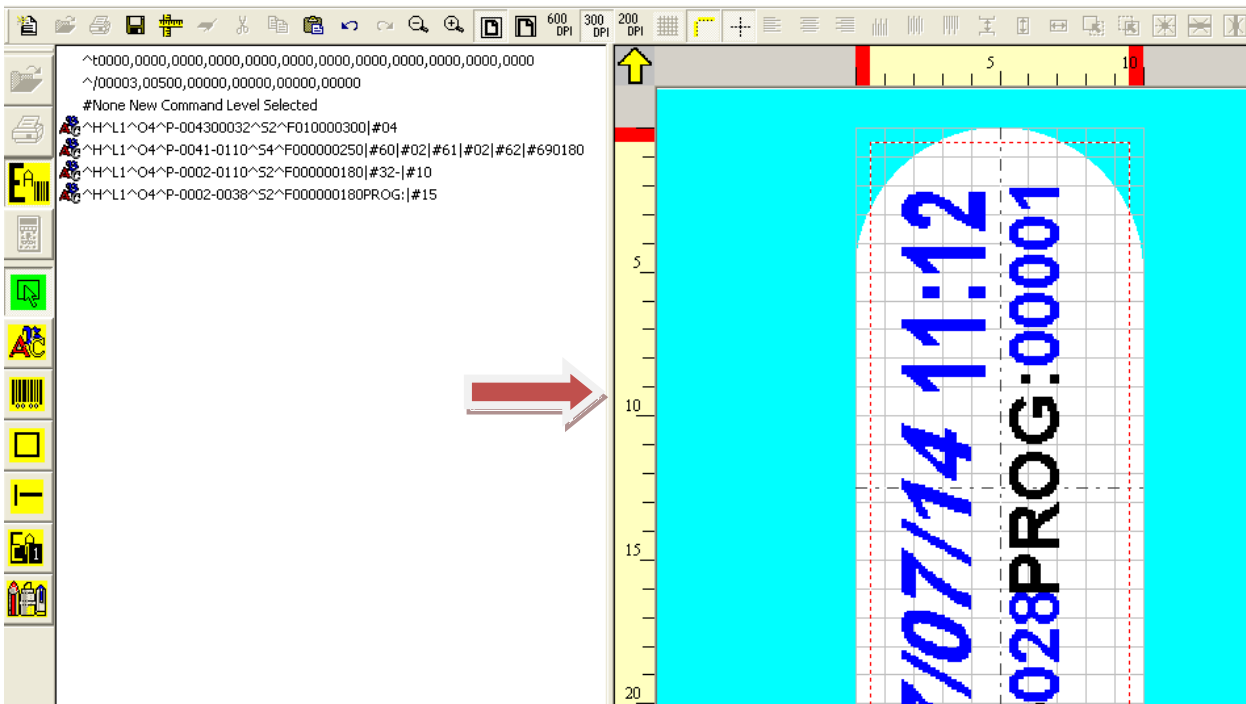 600 DPI 300 DPI 200 DPI
^t0000,0000,0000,0000,0000,0000,0000,0000,0000,0000,0000,0000
^/00003,00500,00000,00000,00000,00000
#None New Command Level Selected
^H^L1^O4^P-004300032^S2^F010000300|#04
^H^L1^O4^P-0041-0110^S4^F000000250|#60|#02|#61|#02|#62|#690180
^H^L1^O4^P-0002-0110^S2^F000000180|#32-|#10
^H^L1^O4^P-0002-0038^S2^F000000180PROG:|#15
5 10
5
10
15
20
/07/14 11:12
028PROG:00001